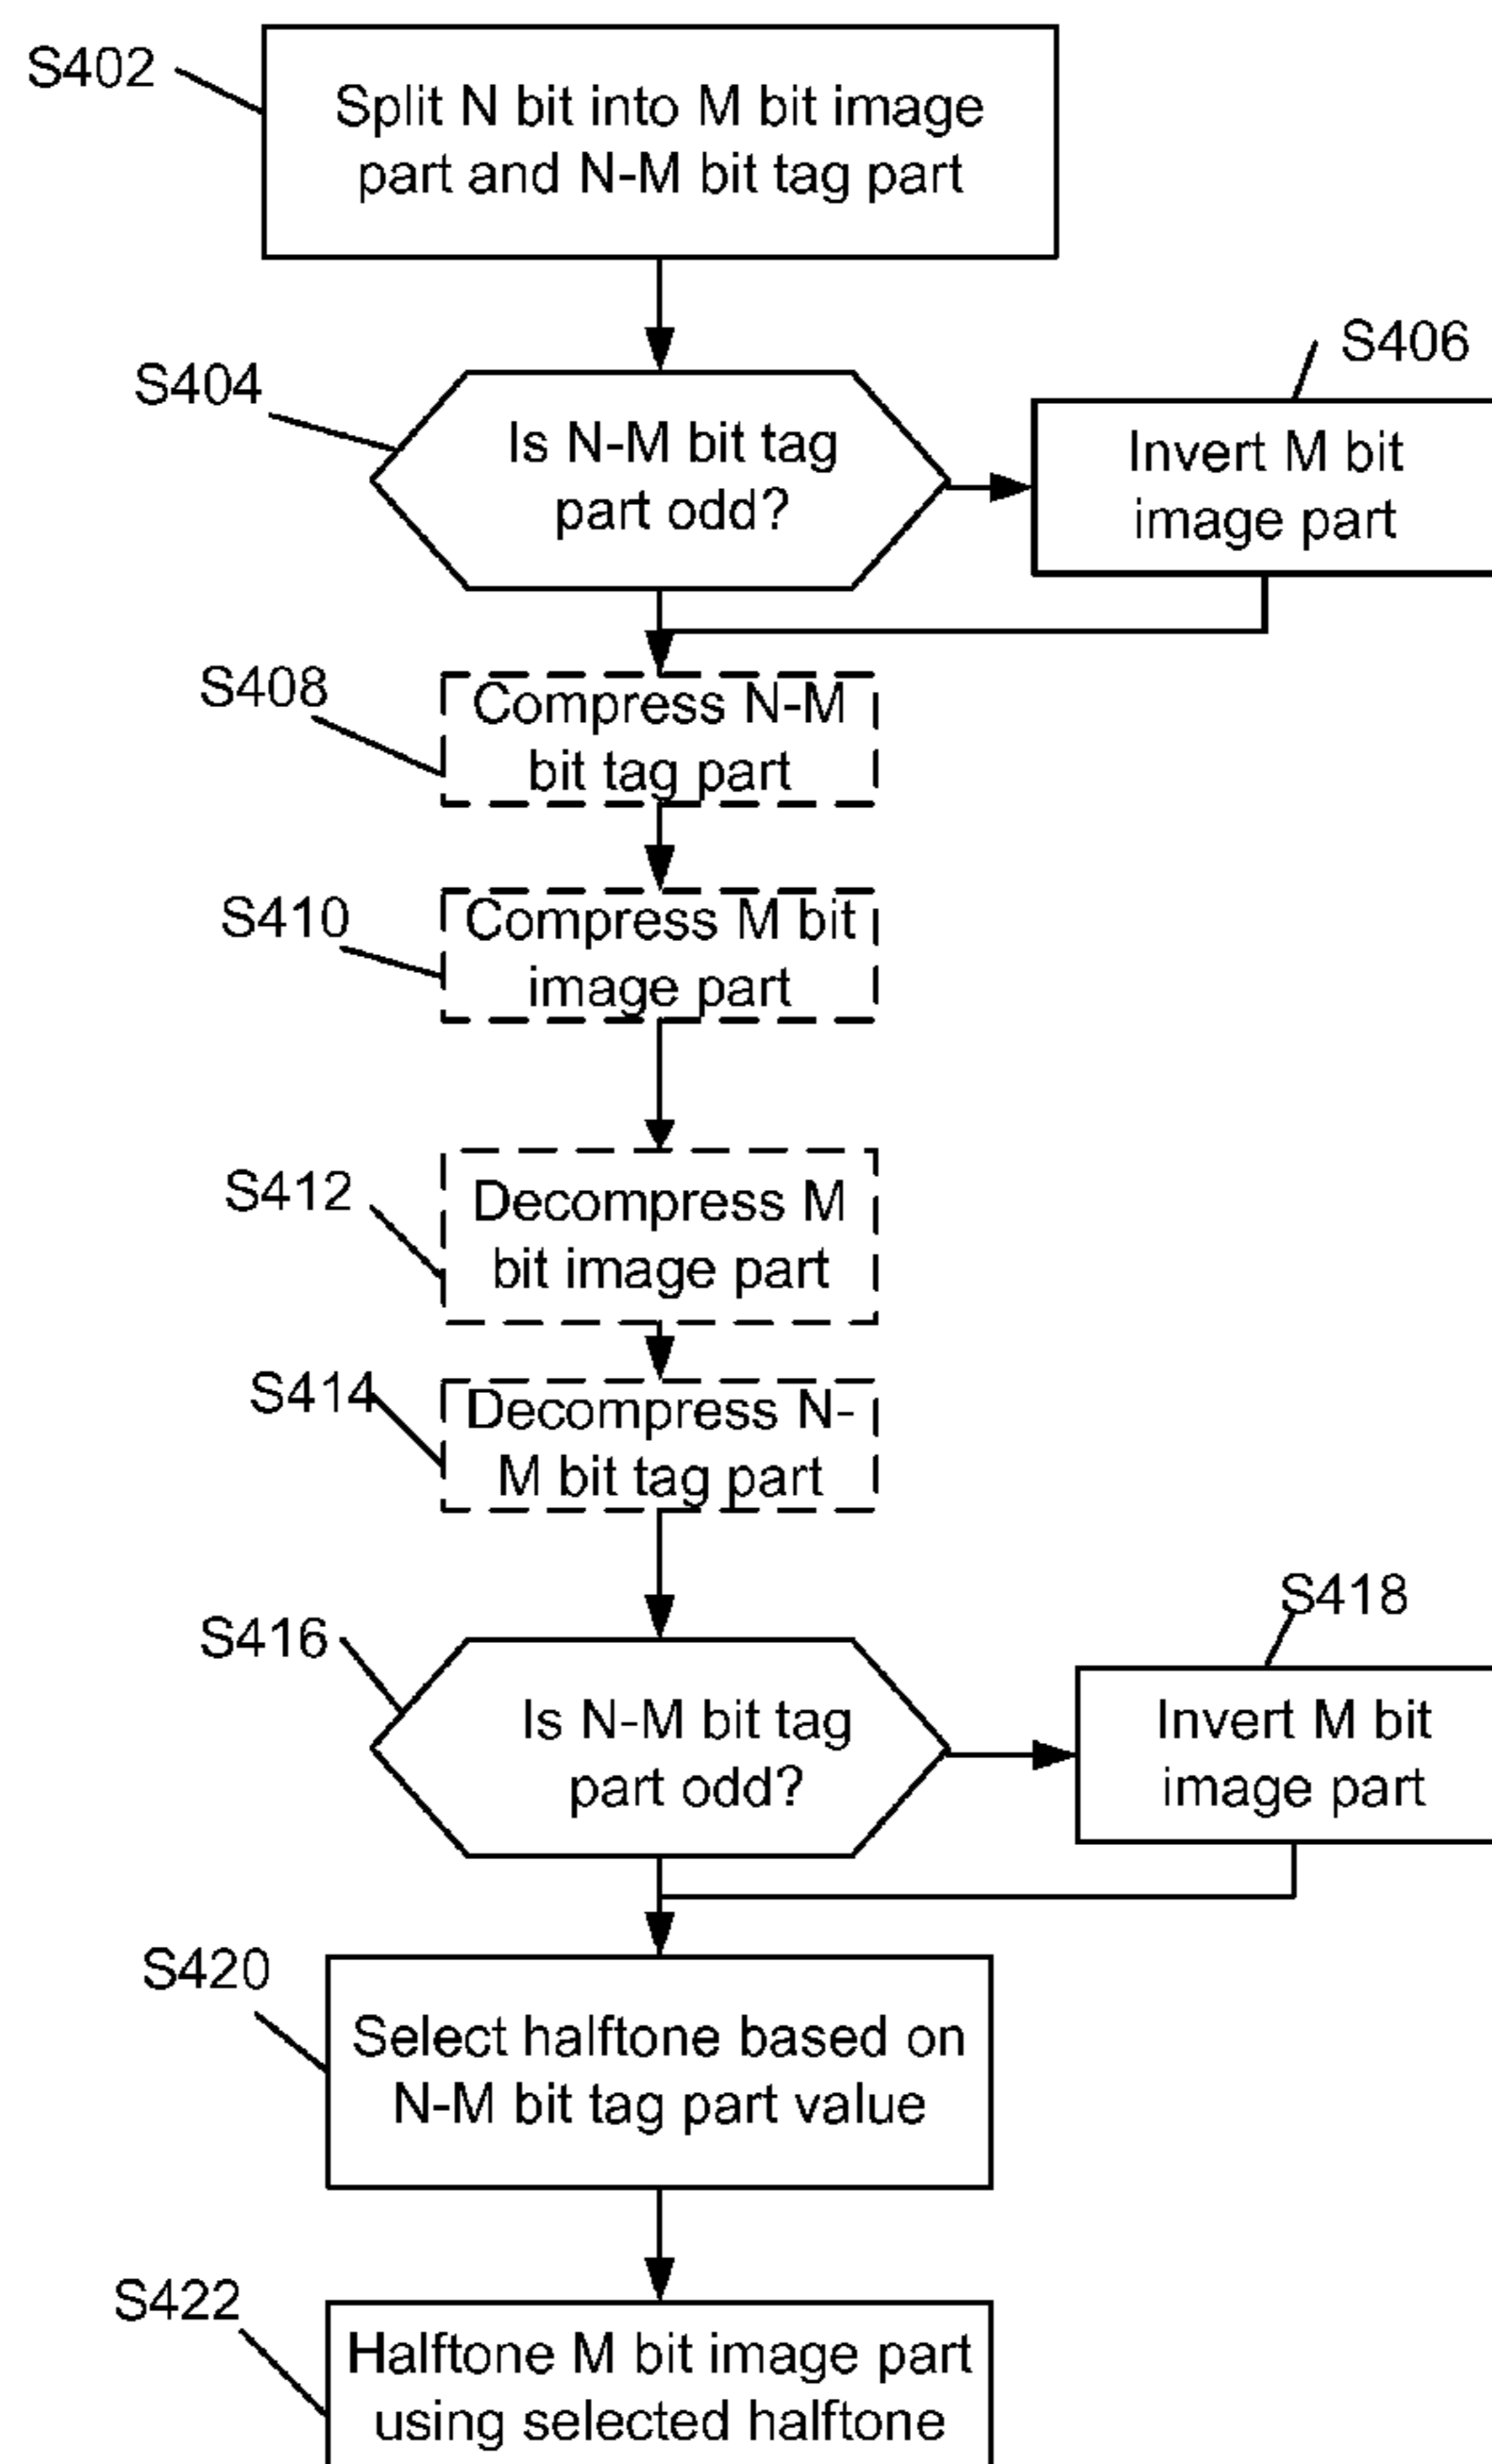 S402
Split N bit into M bit image
part and N-M bit tag part
S404
Is N-M bit tag
part odd?
S406
Invert M bit
image part
S408
Compress N-M
bit tag part
S410
Compress M bit
image part
S412
Decompress M
bit image part
S414
Decompress N-
M bit tag part
S416
Is N-M bit tag
part odd?
S418
Invert M bit
image part
S420
Select halftone based on
N-M bit tag part value
S422
Halftone M bit image part
using selected halftone